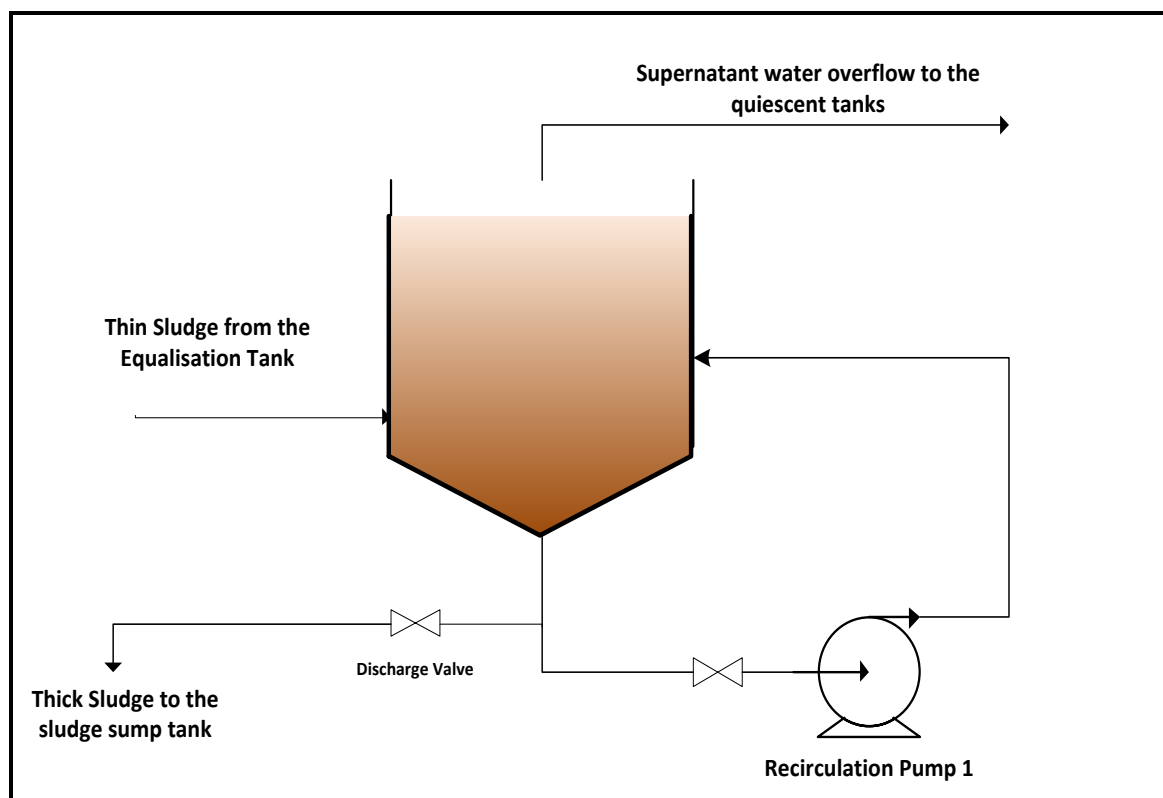 Supernatant water overflow to the
quiescent tanks
Thin Sludge from the
Equalisation Tank
Discharge Valve
Thick Sludge to the
sludge sump tank
Recirculation Pump 1